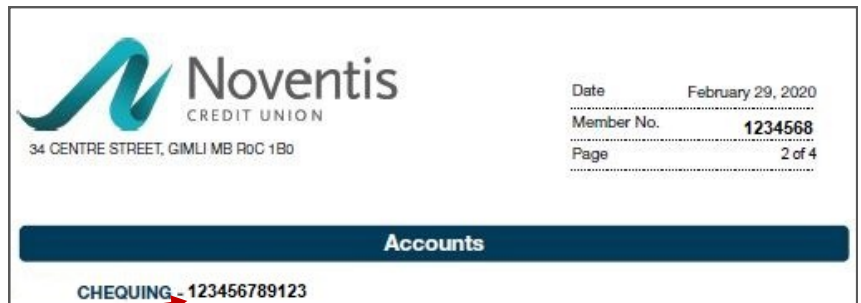 Noventis
CREDIT UNION
34 CENTRE STREET, GIMLI MB R0C 1B0
Date February 29, 2020
Member No. 1234568
Page 2 of 4
Accounts
CHEQUING - 123456789123